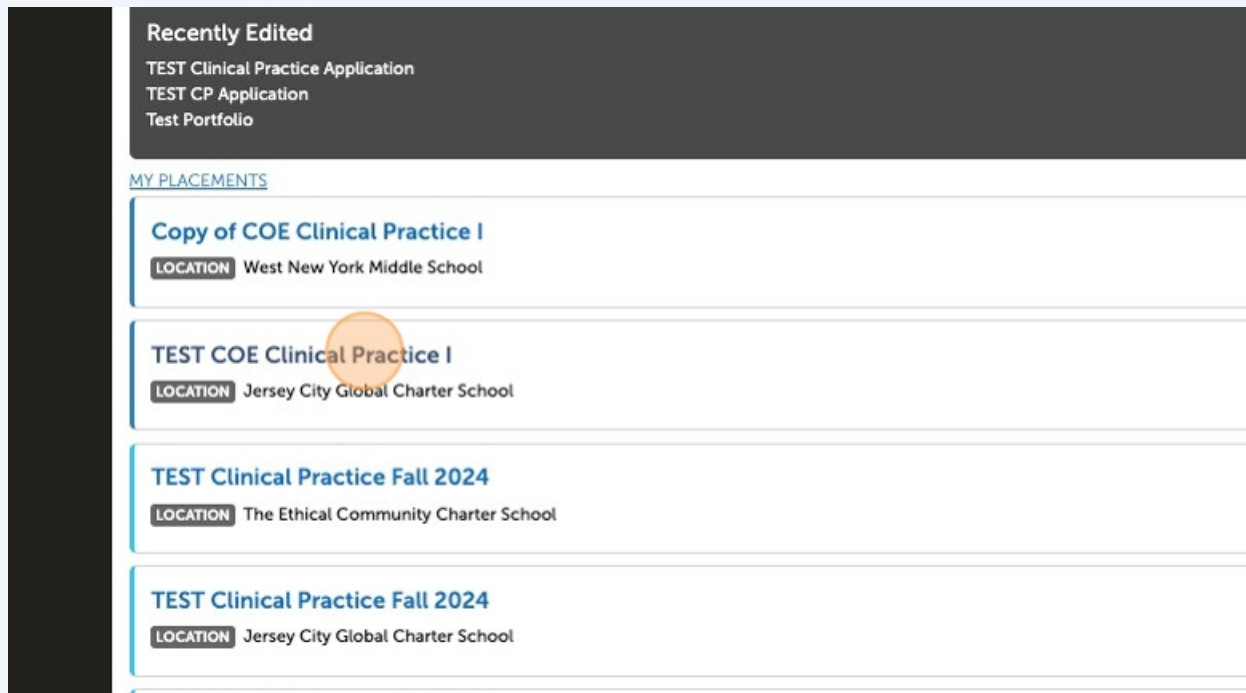 Recently Edited
TEST Clinical Practice Application
TEST CP Application
Test Portfolio
MY PLACEMENTS
Copy of COE Clinical Practice I
LOCATION West New York Middle School
TEST COE Clinical Practice I
LOCATION Jersey City Global Charter School
TEST Clinical Practice Fall 2024
LOCATION The Ethical Community Charter School
TEST Clinical Practice Fall 2024
LOCATION Jersey City Global Charter School